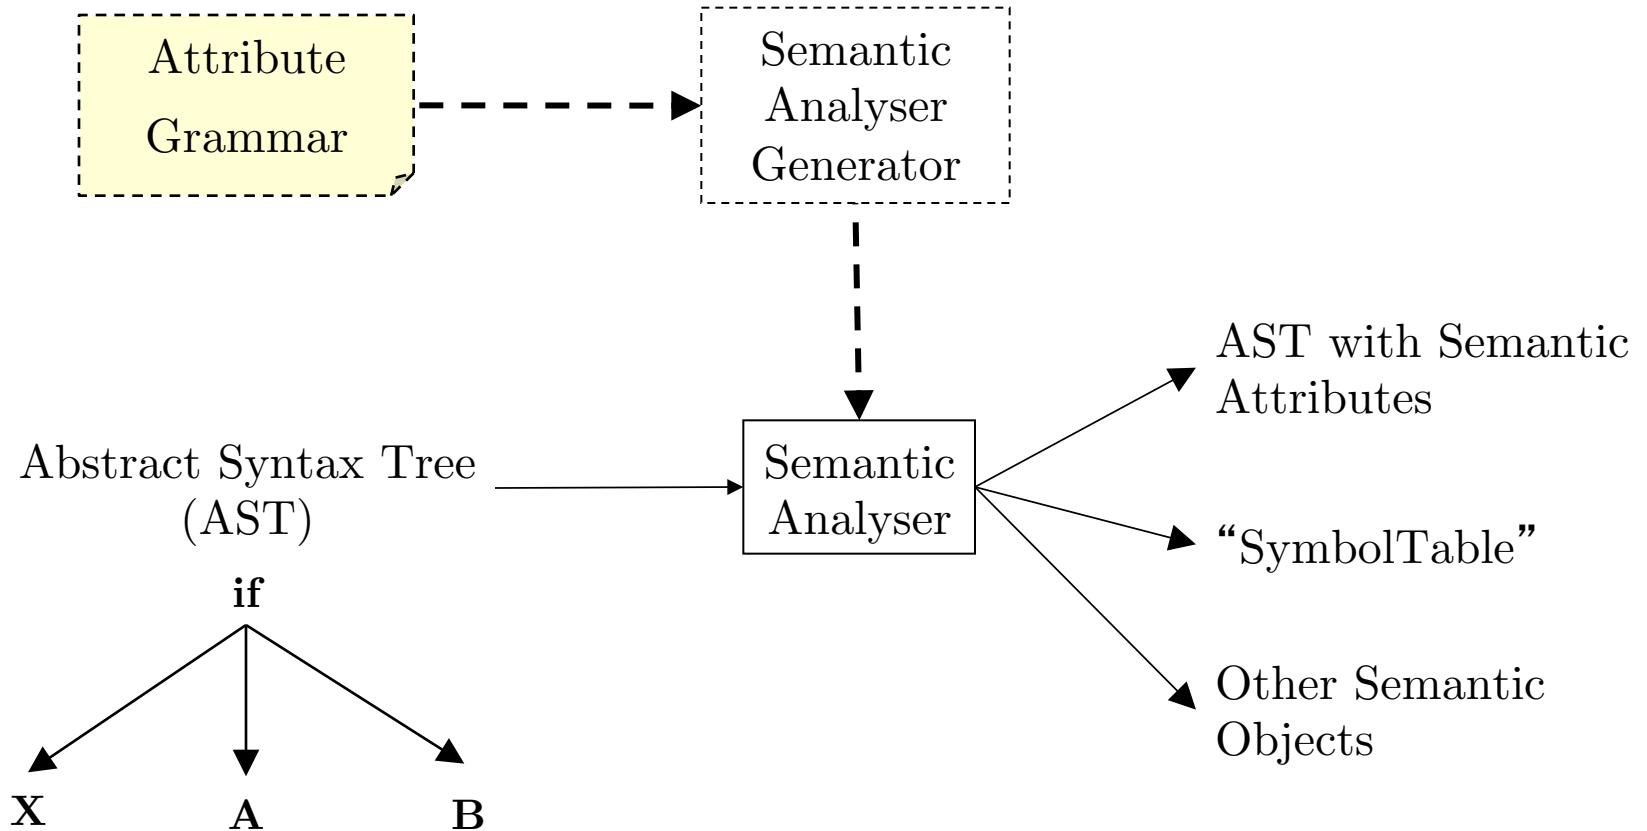 Attribute
Grammar
Semantic
Analyser
Generator
AST with Semantic
Attributes
Abstract Syntax Tree
(AST)
Semantic
Analyser
“SymbolTable”
if
Other Semantic
Objects
X
A
B